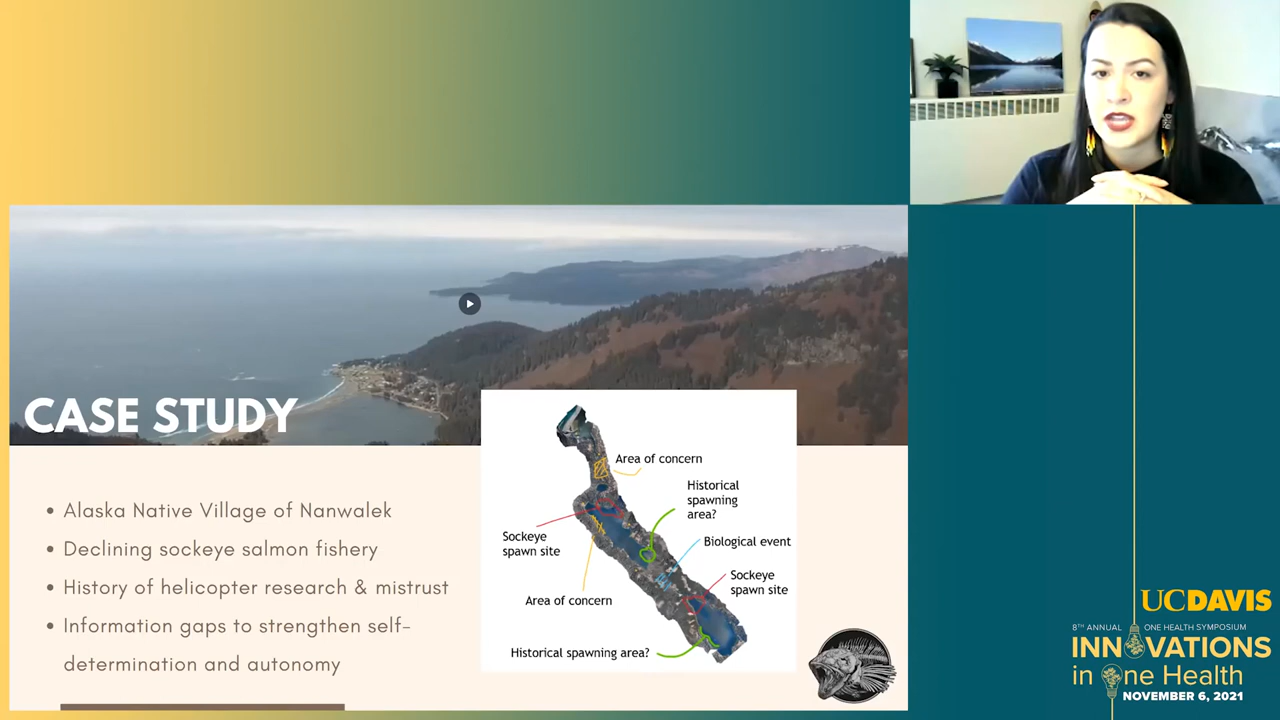 CASE STUDY
Alaska Native Village of Nanwalek
Declining sockeye salmon fishery
History of helicopter research & mistrust
Information gaps to strengthen self-
determination and autonomy
Area of concern
Historical
spawning
area?
Sockeye
spawn site
Biological event
Sockeye
spawn site
Area of concern
Historical spawning area?
UCDAVIS
8TH ANNUAL ONE HEALTH SYMPOSIUM
INNOVATIONS
in One Health
NOVEMBER 6, 2021